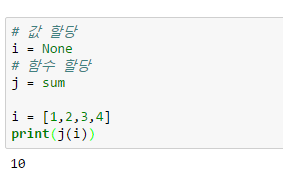 # 값 할당
i = None
# 함수 할당
j = sum
i = [1,2,3,4]
print(j(i))
10